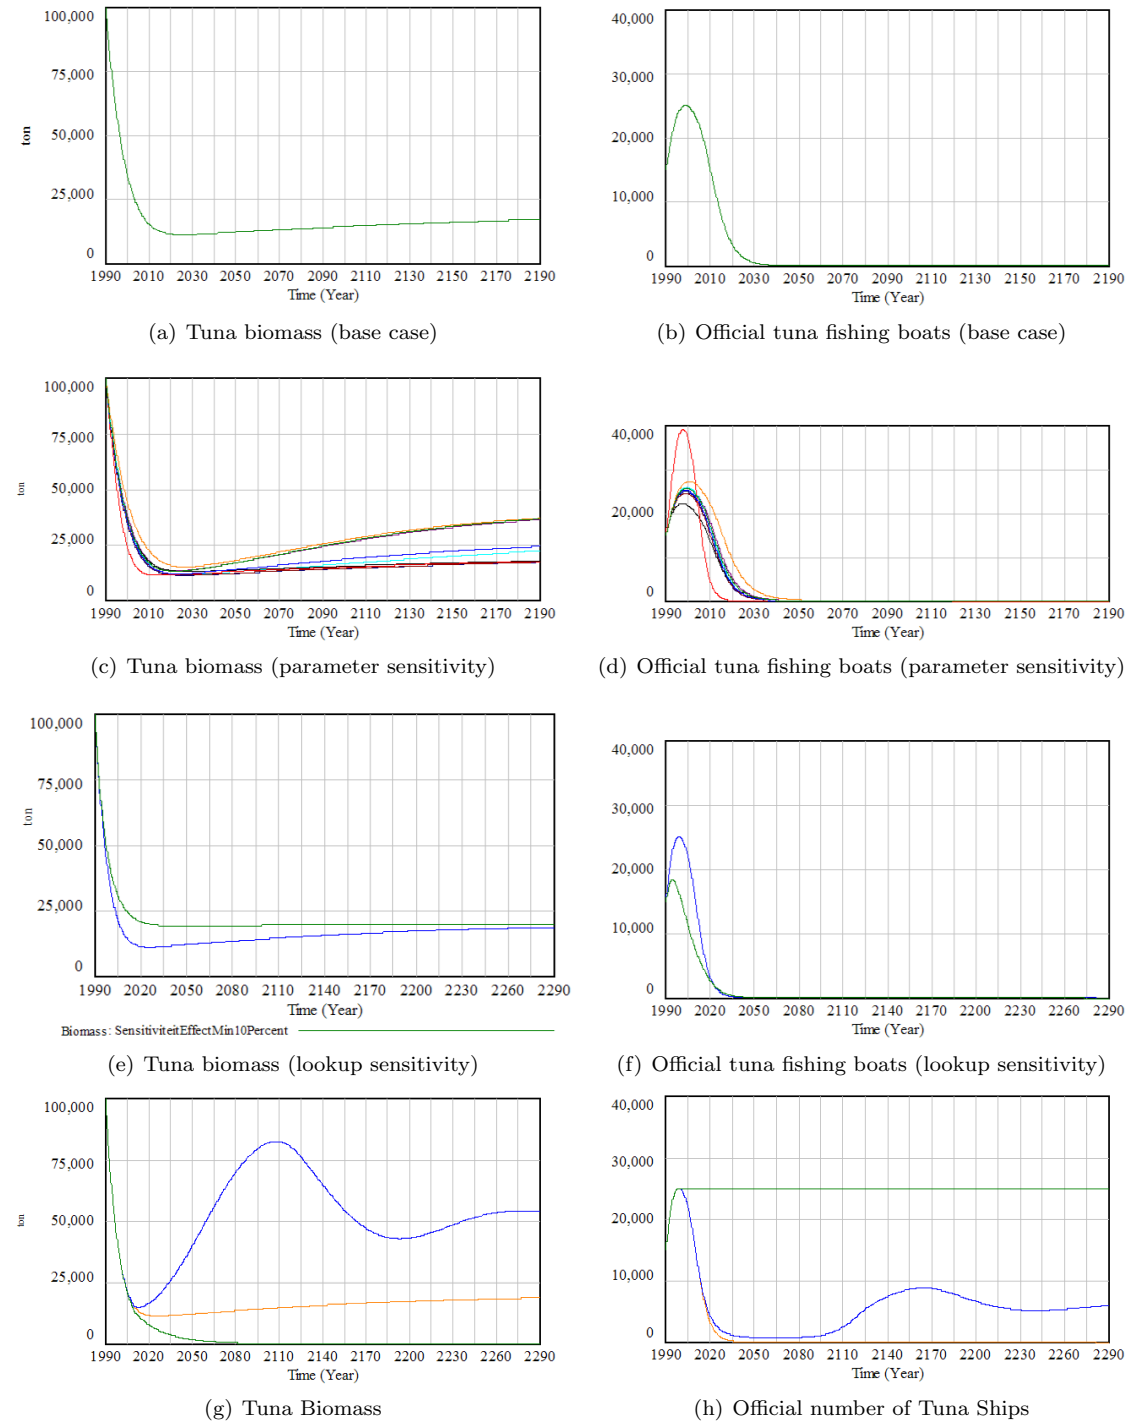 100,000
75,000
50,000
25,000
0
ton
1990 2010 2030 2050 2070 2090 2110 2130 2150 2170 2190
Time (Year)
(a) Tuna biomass (base case)
40,000
30,000
20,000
10,000
0
1990 2010 2030 2050 2070 2090 2110 2130 2150 2170 2190
Time (Year)
(b) Official tuna fishing boats (base case)
100,000
75,000
50,000
25,000
0
ton
1990 2010 2030 2050 2070 2090 2110 2130 2150 2170 2190
Time (Year)
(c) Tuna biomass (parameter sensitivity)
40,000
20,000
0
1990 2010 2030 2050 2070 2090 2110 2130 2150 2170 2190
Time (Year)
(d) Official tuna fishing boats (parameter sensitivity)
100,000
75,000
50,000
25,000
0
ton
1990 2020 2050 2080 2110 2140 2170 2200 2230 2260 2290
Time (Year)
Biomass: SensitiviteitEffectMin10Percent
(e) Tuna biomass (lookup sensitivity)
40,000
30,000
20,000
10,000
0
1990 2020 2050 2080 2110 2140 2170 2200 2230 2260 2290
Time (Year)
(f) Official tuna fishing boats (lookup sensitivity)
100,000
75,000
50,000
25,000
0
ton
1990 2020 2050 2080 2110 2140 2170 2200 2230 2260 2290
Time (Year)
(g) Tuna Biomass
40,000
30,000
20,000
10,000
0
1990 2020 2050 2080 2110 2140 2170 2200 2230 2260 2290
Time (Year)
(h) Official number of Tuna Ships